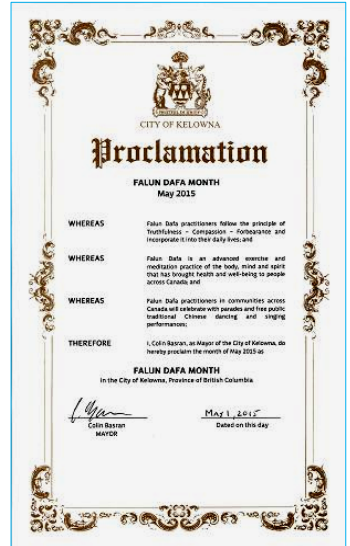 CITY OF KELOWNA
Proclamation
FALUN DAFA MONTH
May 2015
WHEREAS Falun Dafa practitioners follow the principle of
Truthfulness – Compassion – Forbearance and
incorporate it into their daily lives; and
WHEREAS Falun Dafa is an advanced exercise and
meditation practice of the body, mind and spirit
that has brought health and well-being to people
across Canada; and
WHEREAS Falun Dafa practitioners in communities across
Canada will celebrate with parades and free public
traditional Chinese dancing and singing
performances;
THEREFORE I, Colin Basran, as Mayor of the City of Kelowna, do
hereby proclaim the month of May 2015 as
FALUN DAFA MONTH
in the City of Kelowna, Province of British Columbia
May 1, 2015
Colin Basran Dated on this day
MAYOR